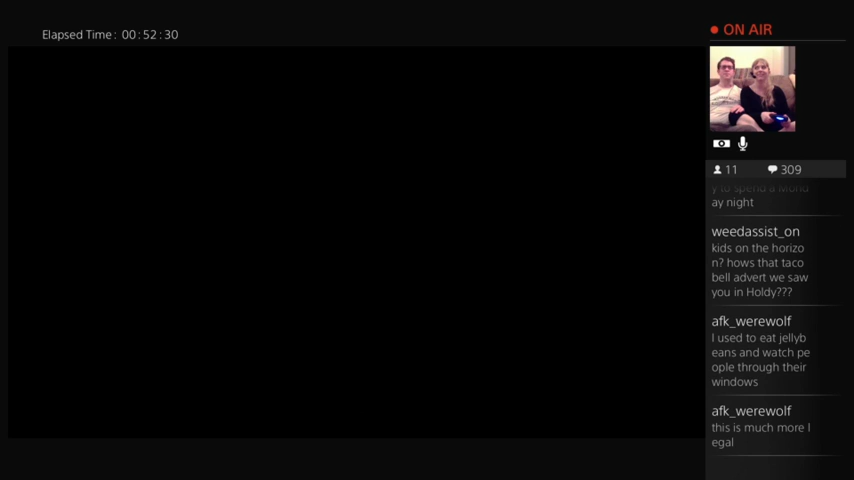 Elapsed Time: 00:52:30
ON AIR
11 309
y to spend a Mond
ay night
weedassist_on
kids on the horizo
n? hows that taco
bell advert we saw
you in Holdy???
afk_werewolf
I used to eat jellyb
eans and watch pe
ople through their
windows
afk_werewolf
this is much more l
egal